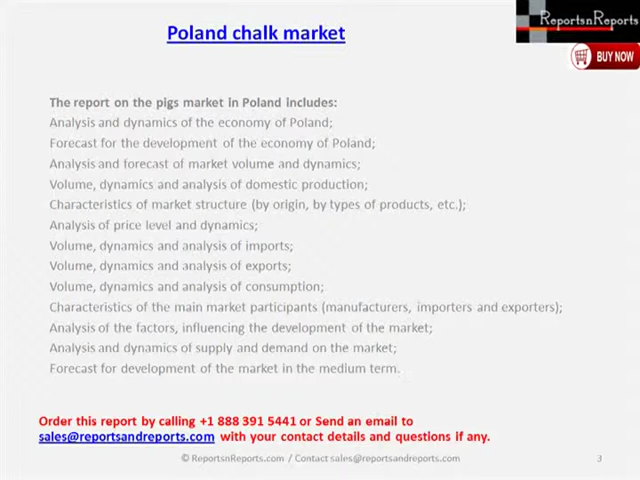 Poland chalk market
ReportsnReports
BUY NOW
The report on the pigs market in Poland includes:
Analysis and dynamics of the economy of Poland;
Forecast for the development of the economy of Poland;
Analysis and forecast of market volume and dynamics;
Volume, dynamics and analysis of domestic production;
Characteristics of market structure (by origin, by types of products, etc.);
Analysis of price level and dynamics;
Volume, dynamics and analysis of imports;
Volume, dynamics and analysis of exports;
Volume, dynamics and analysis of consumption;
Characteristics of the main market participants (manufacturers, importers and exporters);
Analysis of the factors, influencing the development of the market;
Analysis and dynamics of supply and demand on the market;
Forecast for development of the market in the medium term.
Order this report by calling +1 888 391 5441 or Send an email to
sales@reportsandreports.com with your contact details and questions if any.
© ReportsnReports.com / Contact sales@reportsandreports.com
3